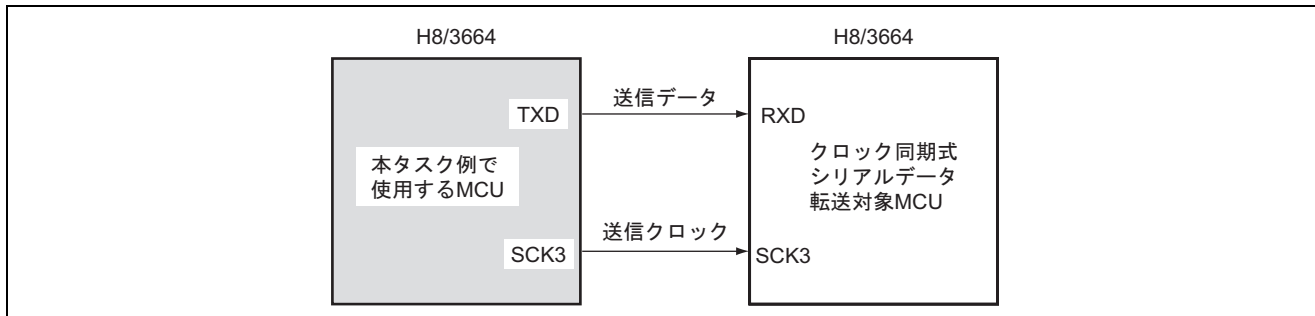 H8/3664
H8/3664
TXD
送信データ
RXD
本タスク例で
使用するMCU
クロック同期式
シリアルデータ
転送対象MCU
SCK3
送信クロック
SCK3